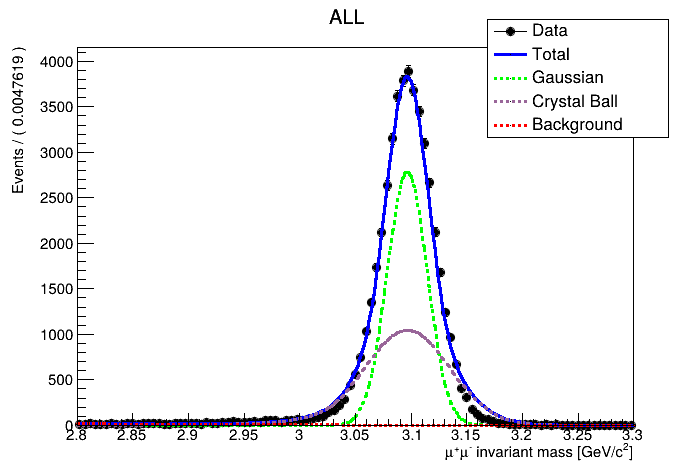 ALL
Data
Total
Gaussian
Crystal Ball
Background
Events / ( 0.0047619 )
4000
3500
3000
2500
2000
1500
1000
500
0
2.8 2.85 2.9 2.95 3 3.05 3.1 3.15 3.2 3.25 3.3
μ⁺μ⁻ invariant mass [GeV/c²]